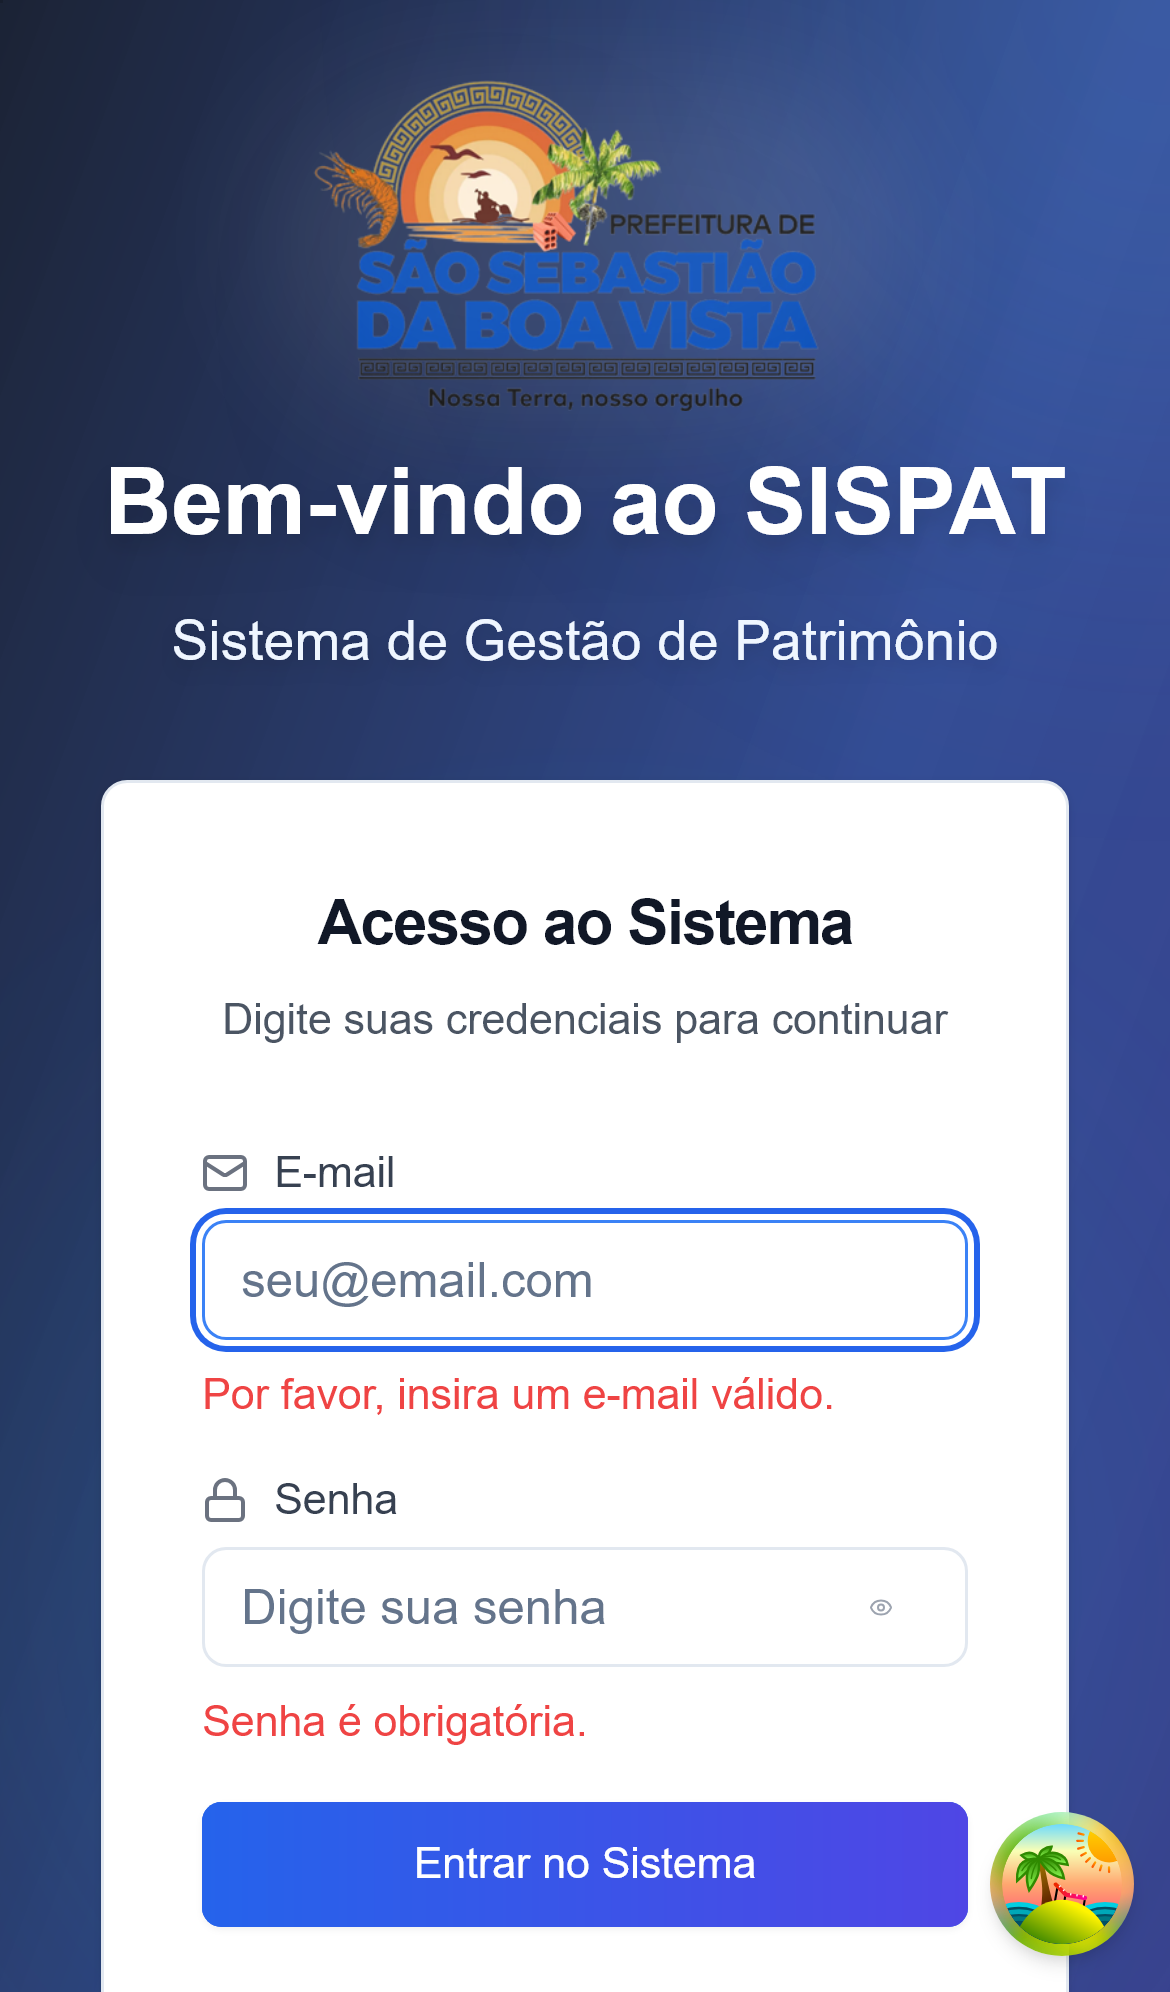 PREFEITURA DE
SÃO SEBASTIÃO
DA BOA VISTA
Nossa Terra, nosso orgulho
Bem-vindo ao SISPAT
Sistema de Gestão de Patrimônio
Acesso ao Sistema
Digite suas credenciais para continuar
E-mail
seu@email.com
Por favor, insira um e-mail válido.
Senha
Digite sua senha
Senha é obrigatória.
Entrar no Sistema